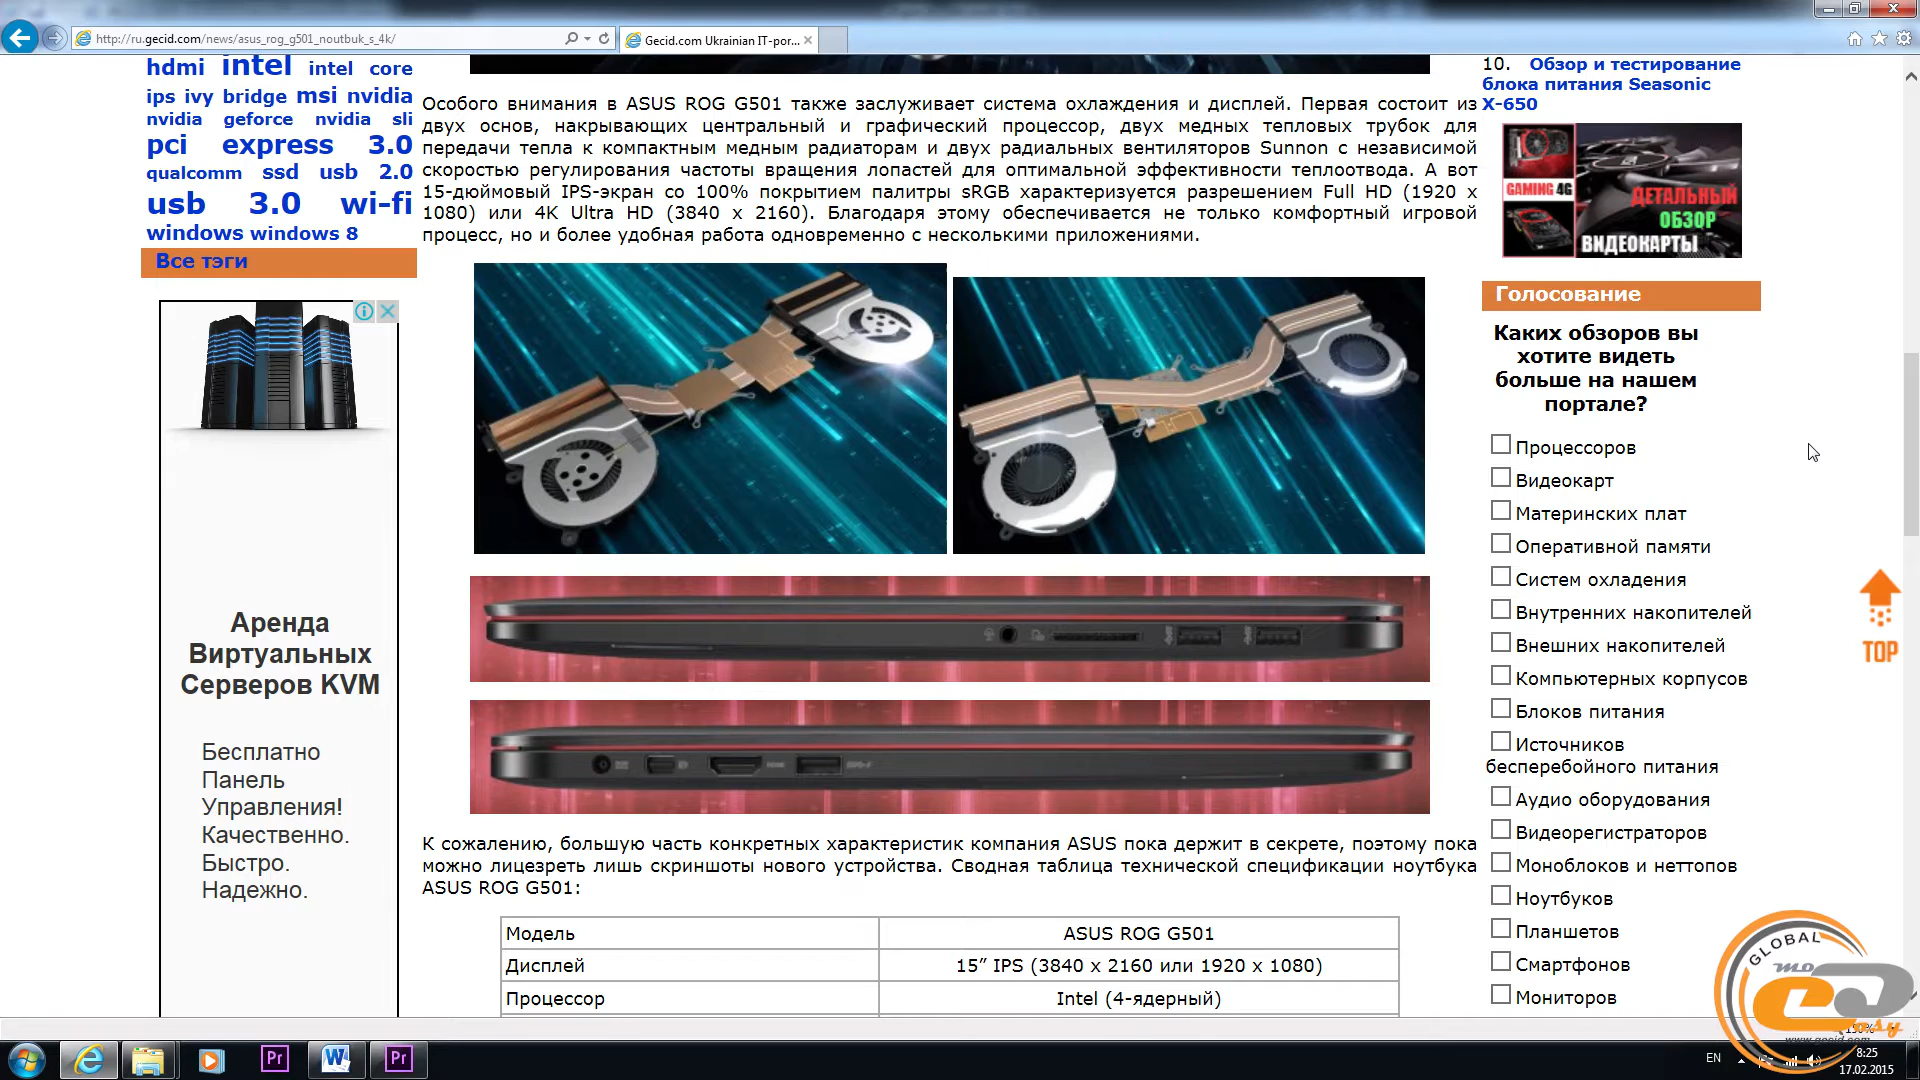 http://ru.gecid.com/news/asus_rog_g501_noutbuk_s_4k/
Gecid.com Ukrainian IT-por...
hdmi intel intel core
ips ivy bridge msi nvidia
nvidia geforce nvidia sli
pci express 3.0
qualcomm ssd usb 2.0
usb 3.0 wi-fi
windows windows 8
Все тэги
Аренда
Виртуальных
Серверов KVM
Бесплатно
Панель
Управления!
Качественно.
Быстро.
Надежно.
Особого внимания в ASUS ROG G501 также заслуживает система охлаждения и дисплей. Первая состоит из
двух основ, накрывающих центральный и графический процессор, двух медных тепловых трубок для
передачи тепла к компактным медным радиаторам и двух радиальных вентиляторов Sunnon с независимой
скоростью регулирования частоты вращения лопастей для оптимальной эффективности теплоотвода. А вот
15-дюймовый IPS-экран со 100% покрытием палитры sRGB характеризуется разрешением Full HD (1920 x
1080) или 4K Ultra HD (3840 x 2160). Благодаря этому обеспечивается не только комфортный игровой
процесс, но и более удобная работа одновременно с несколькими приложениями.
К сожалению, большую часть конкретных характеристик компания ASUS пока держит в секрете, поэтому пока
можно лицезреть лишь скриншоты нового устройства. Сводная таблица технической спецификации ноутбука
ASUS ROG G501:
Модель ASUS ROG G501
Дисплей 15” IPS (3840 x 2160 или 1920 x 1080)
Процессор Intel (4-ядерный)
10. Обзор и тестирование
блока питания Seasonic
X-650
GAMING 4G
ДЕТАЛЬНЫЙ
ОБЗОР
ВИДЕОКАРТЫ
Голосование
Каких обзоров вы
хотите видеть
больше на нашем
портале?
Процессоров
Видеокарт
Материнских плат
Оперативной памяти
Систем охладения
Внутренних накопителей
Внешних накопителей
Компьютерных корпусов
Блоков питания
Источников
бесперебойного питания
Аудио оборудования
Видеорегистраторов
Моноблоков и неттопов
Ноутбуков
Планшетов
Смартфонов
Мониторов
TOP
GLOBAL
easy
www.gecid.com
Pr
W
Pr
EN
8:25
17.02.2015